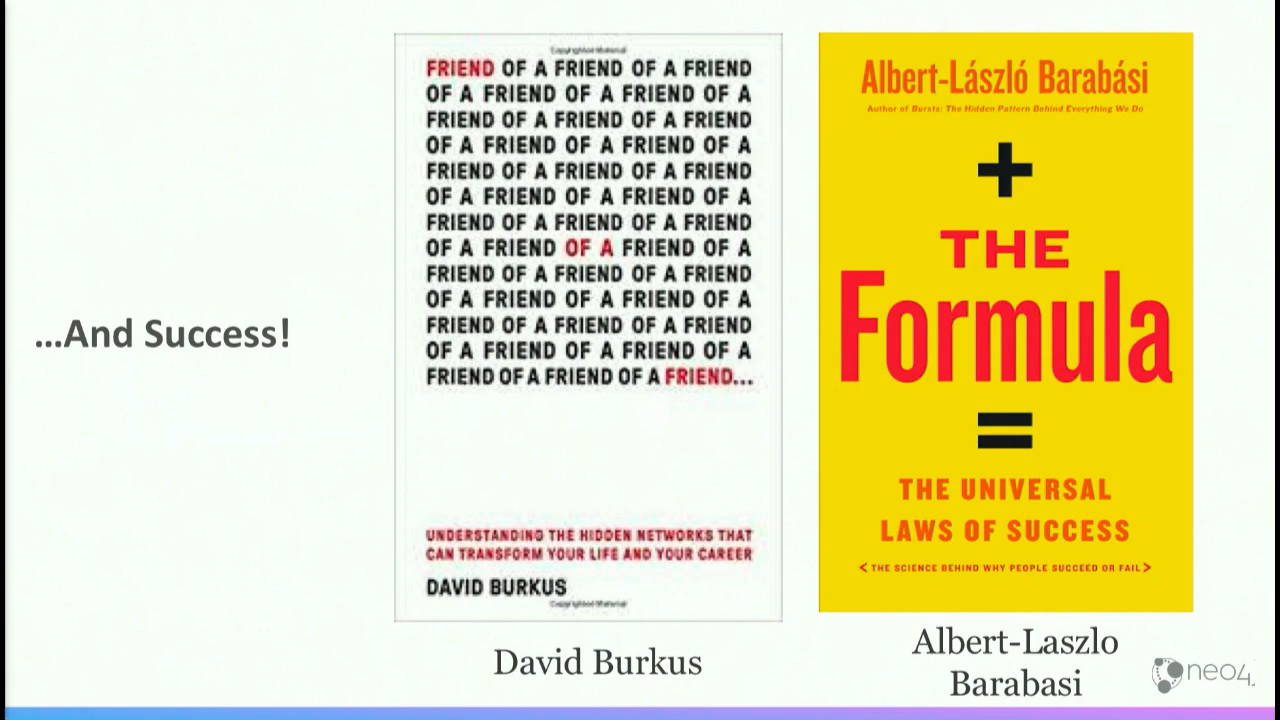 ...And Success!
Copyrighted Material
FRIEND OF A FRIEND OF A FRIEND
OF A FRIEND OF A FRIEND OF A
FRIEND OF A FRIEND OF A FRIEND
OF A FRIEND OF A FRIEND OF A
FRIEND OF A FRIEND OF A FRIEND
OF A FRIEND OF A FRIEND OF A
FRIEND OF A FRIEND OF A FRIEND
OF A FRIEND OF A FRIEND OF A
FRIEND OF A FRIEND OF A FRIEND
OF A FRIEND OF A FRIEND OF A
FRIEND OF A FRIEND OF A FRIEND
OF A FRIEND OF A FRIEND OF A
FRIEND OF A FRIEND OF A FRIEND...
UNDERSTANDING THE HIDDEN NETWORKS THAT
CAN TRANSFORM YOUR LIFE AND YOUR CAREER
DAVID BURKUS
Copyrighted Material
David Burkus
Albert-László Barabási
Author of Bursts: The Hidden Pattern Behind Everything We Do
+
THE
Formula
=
THE UNIVERSAL
LAWS OF SUCCESS
< THE SCIENCE BEHIND WHY PEOPLE SUCCEED OR FAIL >
Albert-Laszlo
Barabasi
neo4j